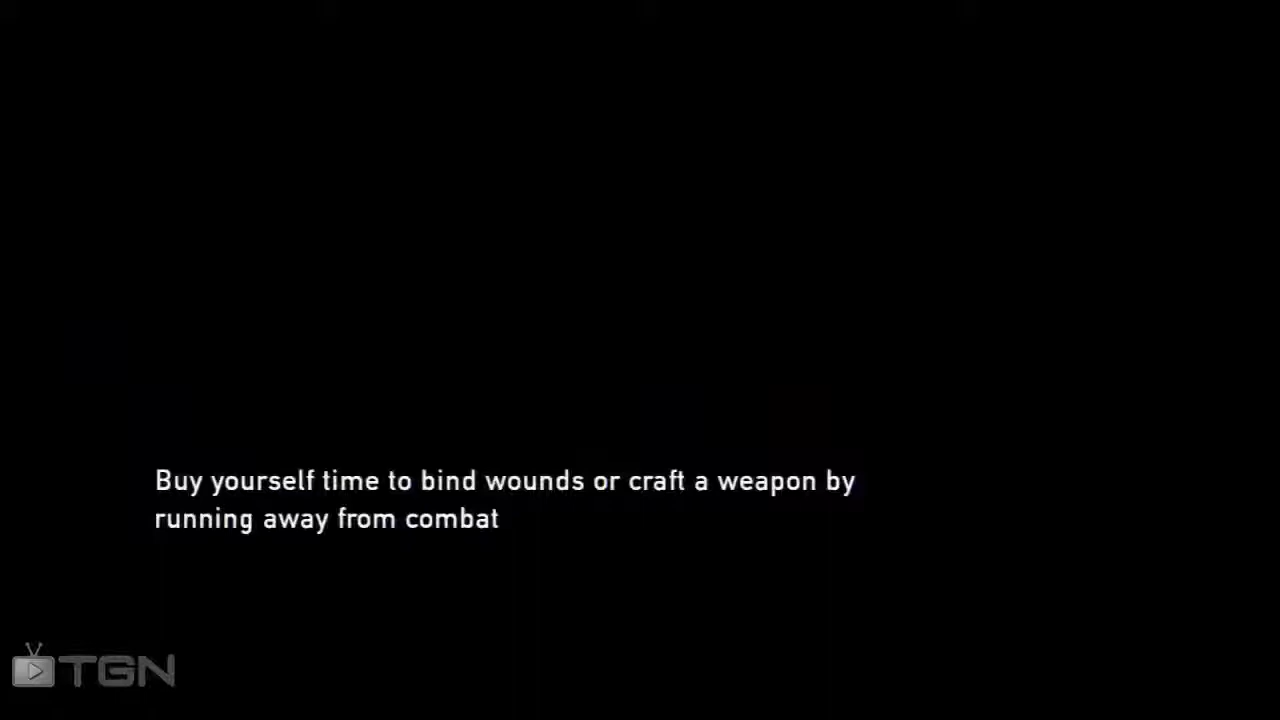 Buy yourself time to bind wounds or craft a weapon by
running away from combat
TGN